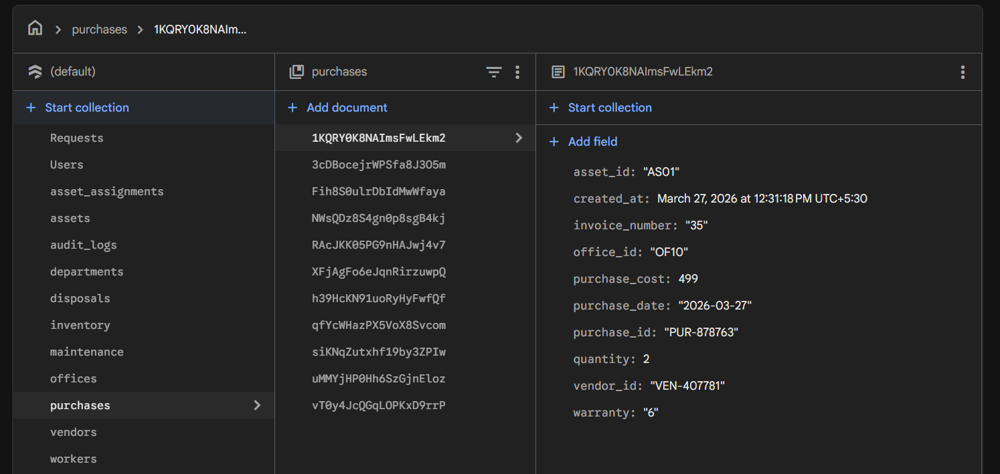 purchases 1KQRY0K8NAIm...
(default)
Start collection
Requests
Users
asset_assignments
assets
audit_logs
departments
disposals
inventory
maintenance
offices
purchases
vendors
workers
purchases
Add document
1KQRY0K8NAImsFwLEkm2
3cDBocejrWPSfa8J3O5m
Fih8S0ulrDbIdMwWfaya
NWsQDz8S4gn0p8sgB4kj
RAcJKK05PG9nHAJwj4v7
XFjAgFo6eJqnRirzuwpQ
h39HcKN91uoRyHyFwfQf
qfYcWHazPX5VoX8Svcom
siKNqZutxhf19by3ZPIw
uMMYjHP0Hh6SzGjnEloz
vT0y4JcQGqLOPKxD9rrP
1KQRY0K8NAImsFwLEkm2
Start collection
Add field
asset_id: "AS01"
created_at: March 27, 2026 at 12:31:18 PM UTC+5:30
invoice_number: "35"
office_id: "OF10"
purchase_cost: 499
purchase_date: "2026-03-27"
purchase_id: "PUR-878763"
quantity: 2
vendor_id: "VEN-407781"
warranty: "6"